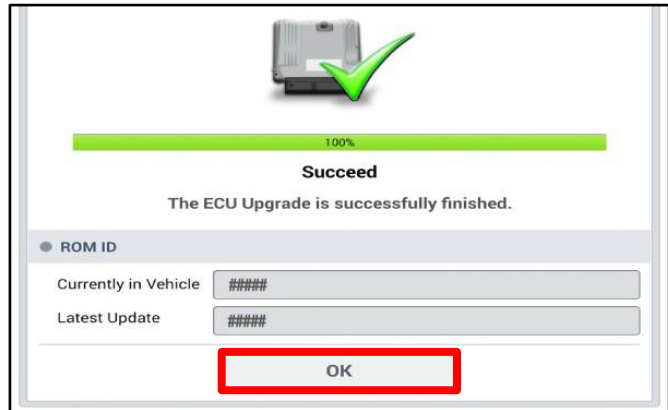 100%
Succeed
The ECU Upgrade is successfully finished.
ROM ID
Currently in Vehicle #####
Latest Update #####
OK